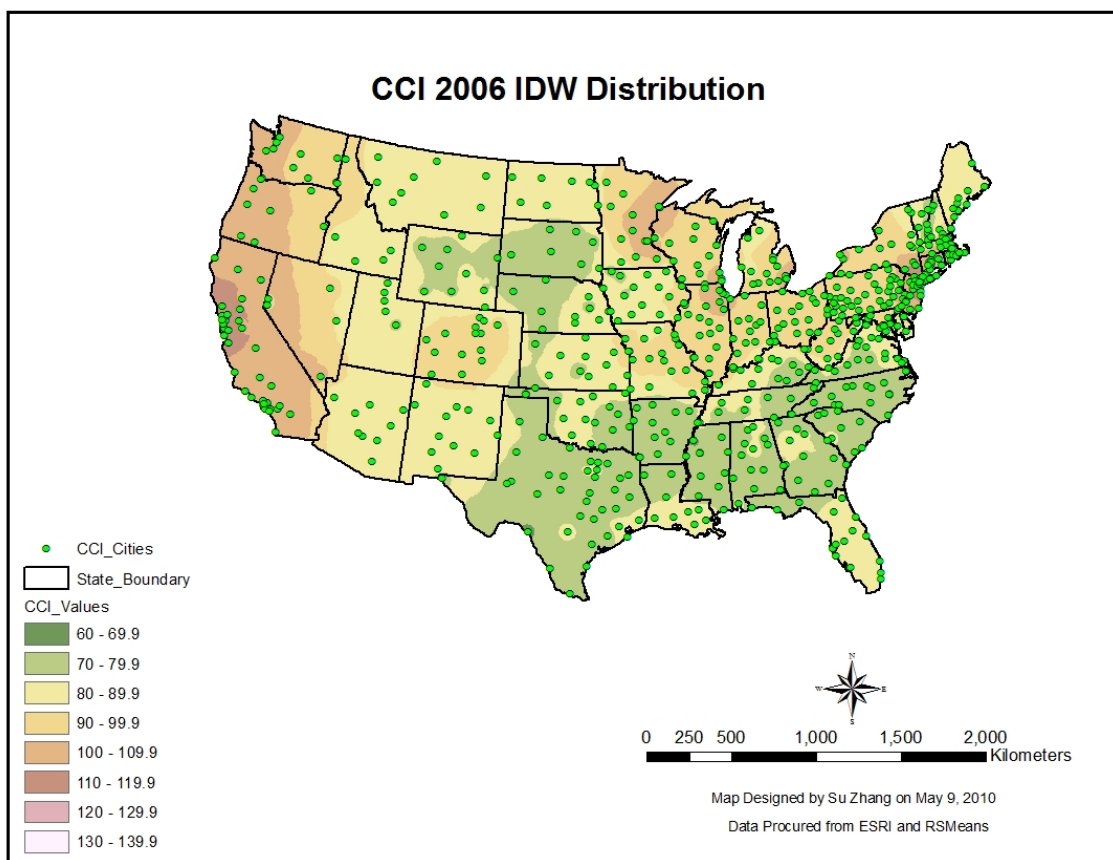 CCI 2006 IDW Distribution
CCI_Cities
State_Boundary
CCI_Values
60 - 69.9
70 - 79.9
80 - 89.9
90 - 99.9
100 - 109.9
110 - 119.9
120 - 129.9
130 - 139.9
N
W E
S
0 250 500 1,000 1,500 2,000
Kilometers
Map Designed by Su Zhang on May 9, 2010
Data Procured from ESRI and RSMeans